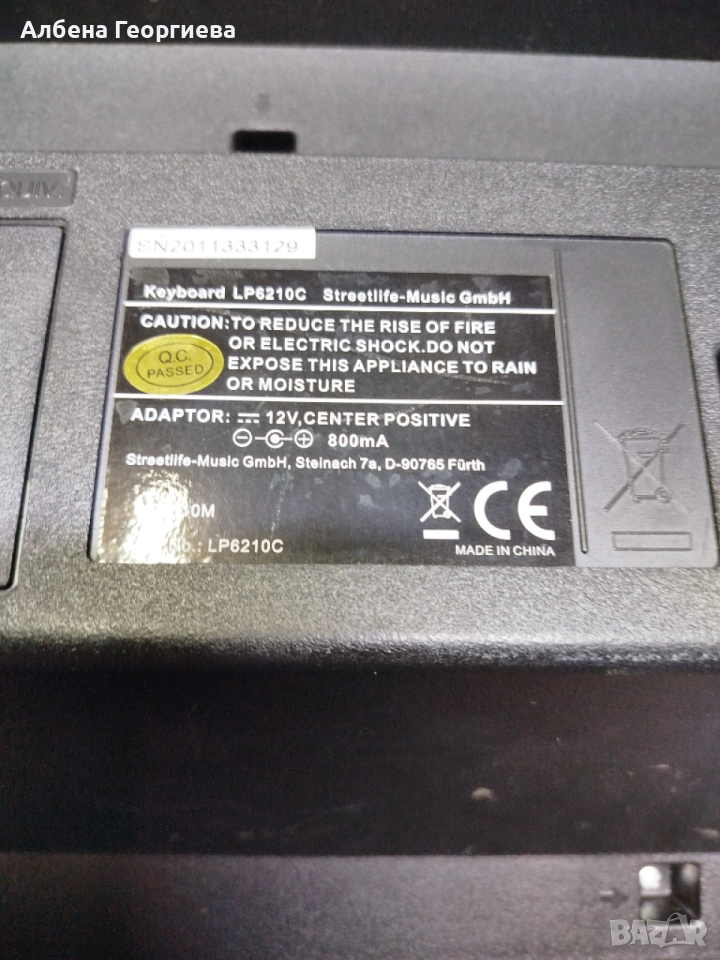 Албена Георгиева
SN2011333129
Keyboard LP6210C Streetlife-Music GmbH
CAUTION:TO REDUCE THE RISE OF FIRE
OR ELECTRIC SHOCK.DO NOT
EXPOSE THIS APPLIANCE TO RAIN
OR MOISTURE
Q.C.
PASSED
ADAPTOR: 12V,CENTER POSITIVE
800mA
Streetlife-Music GmbH, Steinach 7a, D-90765 Fürth
LP6210C
CE
MADE IN CHINA
BAZAR